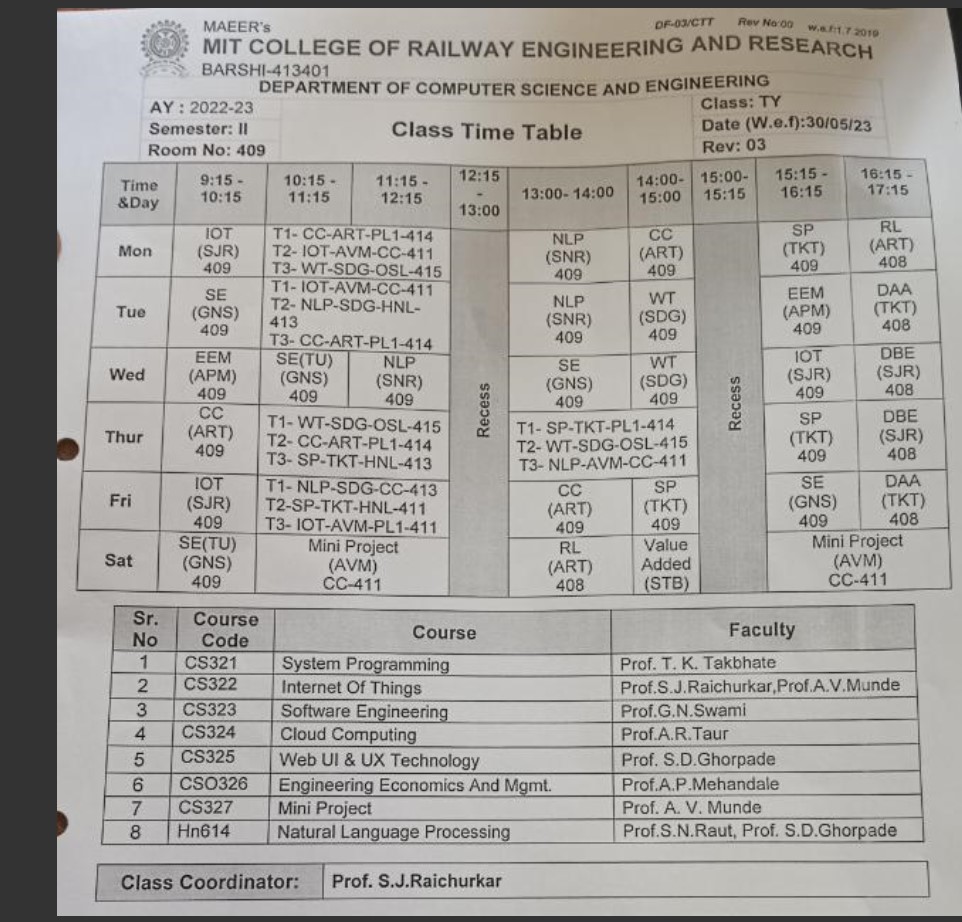 MAEER's
DF-03/CTT Rev No:00 w.e.f:1.7.2019
MIT COLLEGE OF RAILWAY ENGINEERING AND RESEARCH
BARSHI-413401
DEPARTMENT OF COMPUTER SCIENCE AND ENGINEERING
AY : 2022-23
Semester: II
Room No: 409
Class Time Table
Class: TY
Date (W.e.f):30/05/23
Rev: 03
Time &Day 9:15 - 10:15 10:15 - 11:15 11:15 - 12:15 12:15 - 13:00 13:00- 14:00 14:00- 15:00 15:00- 15:15 15:15 - 16:15 16:15 - 17:15
Mon
IOT (SJR) 409
T1- CC-ART-PL1-414
T2- IOT-AVM-CC-411
T3- WT-SDG-OSL-415
NLP (SNR) 409
CC (ART) 409
SP (TKT) 409
RL (ART) 408
Tue
SE (GNS) 409
T1- IOT-AVM-CC-411
T2- NLP-SDG-HNL-
413
T3- CC-ART-PL1-414
NLP (SNR) 409
WT (SDG) 409
EEM (APM) 409
DAA (TKT) 408
Wed
EEM (APM) 409
SE(TU) (GNS) 409
NLP (SNR) 409
Recess
SE (GNS) 409
WT (SDG) 409
Recess
IOT (SJR) 409
DBE (SJR) 408
Thur
CC (ART) 409
T1- WT-SDG-OSL-415
T2- CC-ART-PL1-414
T3- SP-TKT-HNL-413
T1- SP-TKT-PL1-414
T2- WT-SDG-OSL-415
T3- NLP-AVM-CC-411
SP (TKT) 409
DBE (SJR) 408
Fri
IOT (SJR) 409
T1- NLP-SDG-CC-413
T2-SP-TKT-HNL-411
T3- IOT-AVM-PL1-411
CC (ART) 409
SP (TKT) 409
SE (GNS) 409
DAA (TKT) 408
Sat
SE(TU) (GNS) 409
Mini Project (AVM) CC-411
RL (ART) 408
Value Added (STB)
Mini Project (AVM) CC-411
Sr. No Course Code Course Faculty
1 CS321 System Programming Prof. T. K. Takbhate
2 CS322 Internet Of Things Prof.S.J.Raichurkar,Prof.A.V.Munde
3 CS323 Software Engineering Prof.G.N.Swami
4 CS324 Cloud Computing Prof.A.R.Taur
5 CS325 Web UI & UX Technology Prof. S.D.Ghorpade
6 CSO326 Engineering Economics And Mgmt. Prof.A.P.Mehandale
7 CS327 Mini Project Prof. A. V. Munde
8 Hn614 Natural Language Processing Prof.S.N.Raut, Prof. S.D.Ghorpade
Class Coordinator: Prof. S.J.Raichurkar